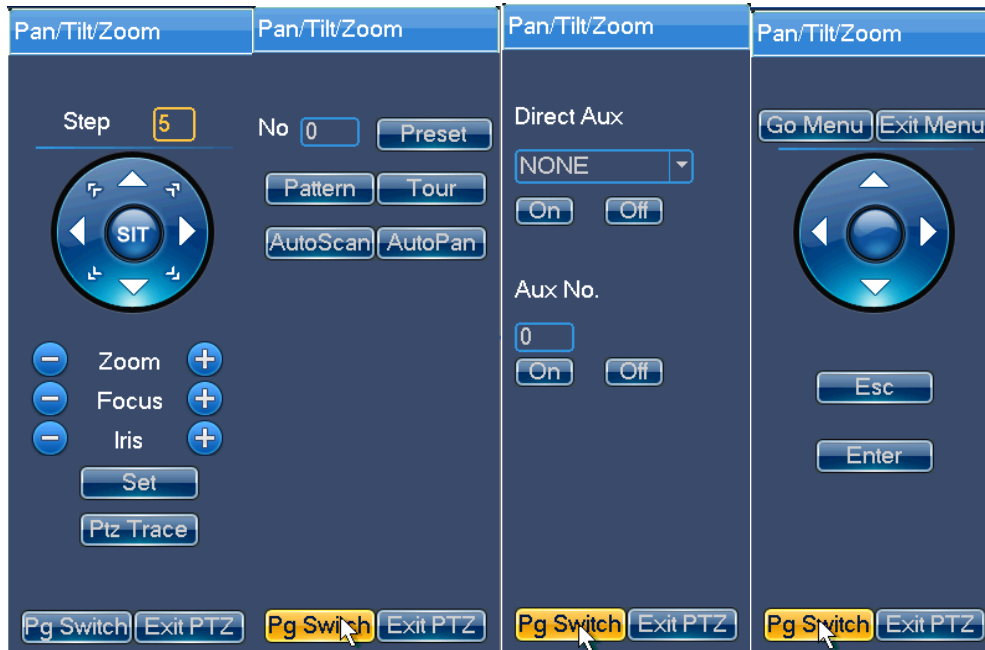 Pan/Tilt/Zoom
Step 5
SIT
Zoom
Focus
Iris
Set
Ptz Trace
Pg Switch Exit PTZ
Pan/Tilt/Zoom
No 0 Preset
Pattern Tour
AutoScan AutoPan
Pg Switch Exit PTZ
Pan/Tilt/Zoom
Direct Aux
NONE
On Off
Aux No.
0
On Off
Pg Switch Exit PTZ
Pan/Tilt/Zoom
Go Menu Exit Menu
Esc
Enter
Pg Switch Exit PTZ